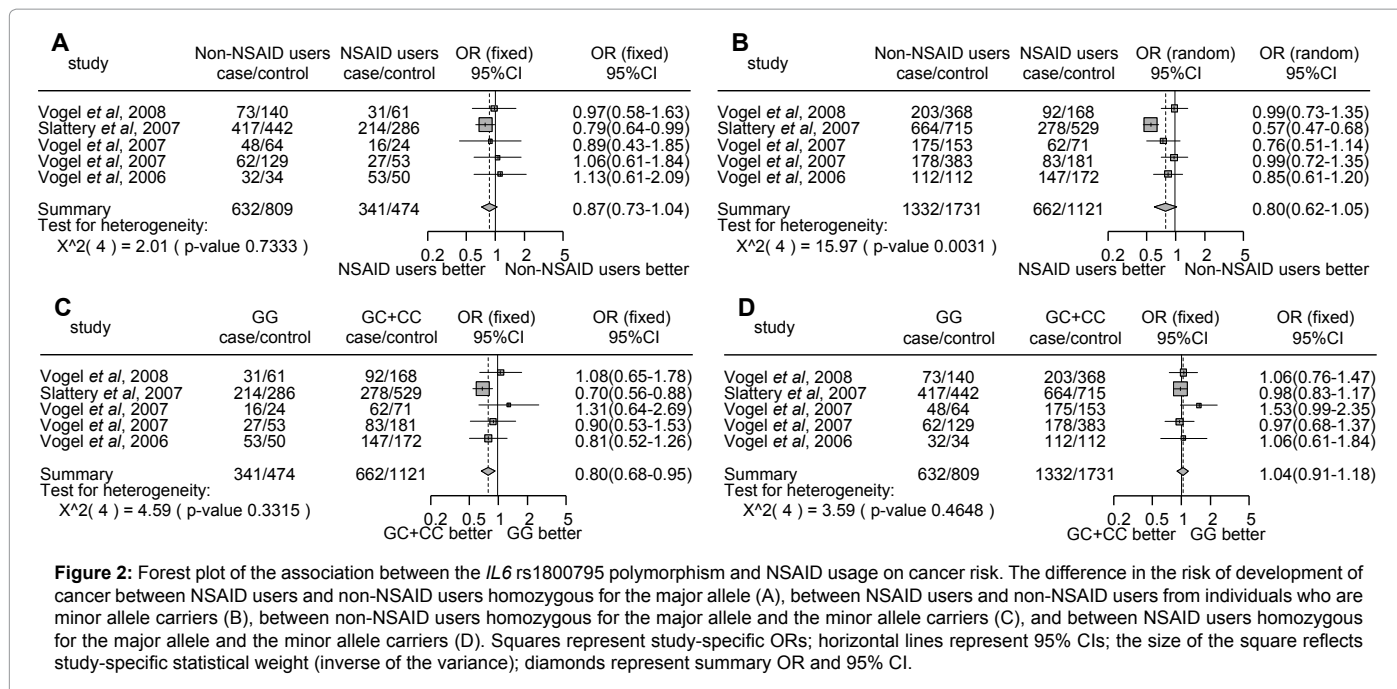 A
study Non-NSAID users NSAID users OR (fixed) OR (fixed)
case/control case/control 95%CI 95%CI
Vogel et al, 2008 73/140 31/61 0.97(0.58-1.63)
Slattery et al, 2007 417/442 214/286 0.79(0.64-0.99)
Vogel et al, 2007 48/64 16/24 0.89(0.43-1.85)
Vogel et al, 2007 62/129 27/53 1.06(0.61-1.84)
Vogel et al, 2006 32/34 53/50 1.13(0.61-2.09)
Summary 632/809 341/474 0.87(0.73-1.04)
Test for heterogeneity:
X^2( 4 ) = 2.01 ( p-value 0.7333 )
0.2 0.5 1 2 5
NSAID users better Non-NSAID users better
B
study Non-NSAID users NSAID users OR (random) OR (random)
case/control case/control 95%CI 95%CI
Vogel et al, 2008 203/368 92/168 0.99(0.73-1.35)
Slattery et al, 2007 664/715 278/529 0.57(0.47-0.68)
Vogel et al, 2007 175/153 62/71 0.76(0.51-1.14)
Vogel et al, 2007 178/383 83/181 0.99(0.72-1.35)
Vogel et al, 2006 112/112 147/172 0.85(0.61-1.20)
Summary 1332/1731 662/1121 0.80(0.62-1.05)
Test for heterogeneity:
X^2( 4 ) = 15.97 ( p-value 0.0031 )
0.2 0.5 1 2 5
NSAID users better Non-NSAID users better
C
study GG GC+CC OR (fixed) OR (fixed)
case/control case/control 95%CI 95%CI
Vogel et al, 2008 31/61 92/168 1.08(0.65-1.78)
Slattery et al, 2007 214/286 278/529 0.70(0.56-0.88)
Vogel et al, 2007 16/24 62/71 1.31(0.64-2.69)
Vogel et al, 2007 27/53 83/181 0.90(0.53-1.53)
Vogel et al, 2006 53/50 147/172 0.81(0.52-1.26)
Summary 341/474 662/1121 0.80(0.68-0.95)
Test for heterogeneity:
X^2( 4 ) = 4.59 ( p-value 0.3315 )
0.2 0.5 1 2 5
GC+CC better GG better
D
study GG GC+CC OR (fixed) OR (fixed)
case/control case/control 95%CI 95%CI
Vogel et al, 2008 73/140 203/368 1.06(0.76-1.47)
Slattery et al, 2007 417/442 664/715 0.98(0.83-1.17)
Vogel et al, 2007 48/64 175/153 1.53(0.99-2.35)
Vogel et al, 2007 62/129 178/383 0.97(0.68-1.37)
Vogel et al, 2006 32/34 112/112 1.06(0.61-1.84)
Summary 632/809 1332/1731 1.04(0.91-1.18)
Test for heterogeneity:
X^2( 4 ) = 3.59 ( p-value 0.4648 )
0.2 0.5 1 2 5
GC+CC better GG better
Figure 2: Forest plot of the association between the IL6 rs1800795 polymorphism and NSAID usage on cancer risk. The difference in the risk of development of
cancer between NSAID users and non-NSAID users homozygous for the major allele (A), between NSAID users and non-NSAID users from individuals who are
minor allele carriers (B), between non-NSAID users homozygous for the major allele and the minor allele carriers (C), and between NSAID users homozygous
for the major allele and the minor allele carriers (D). Squares represent study-specific ORs; horizontal lines represent 95% CIs; the size of the square reflects
study-specific statistical weight (inverse of the variance); diamonds represent summary OR and 95% CI.